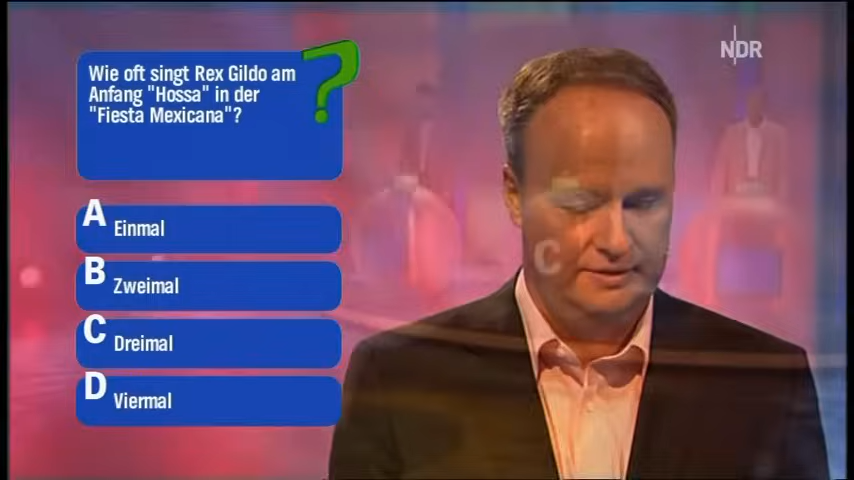 NDR
Wie oft singt Rex Gildo am
Anfang "Hossa" in der
"Fiesta Mexicana"?
?
A
Einmal
B
Zweimal
C
Dreimal
D
Viermal
C